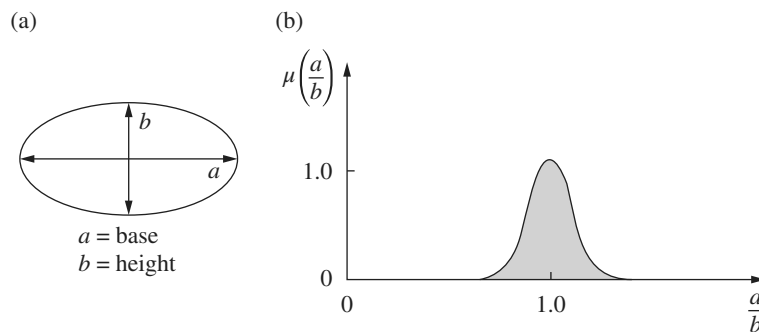 (a)
b
a
a = base
b = height
(b)
μ(a/b)
1.0
0
0
1.0
a/b